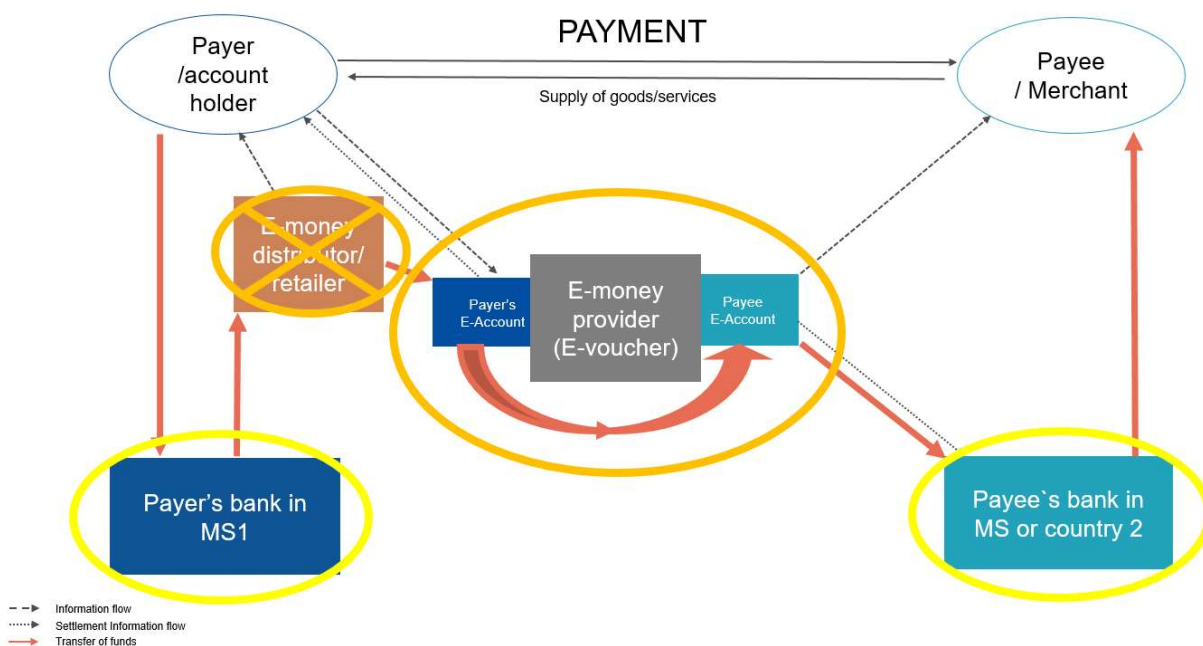 PAYMENT
Payer
/account
holder
Payee
/ Merchant
Supply of goods/services
E-money
distributor/
retailer
Payer's
E-Account
E-money
provider
(E-voucher)
Payee
E-Account
Payer's bank in
MS1
Payee`s bank in
MS or country 2
Information flow
Settlement Information flow
Transfer of funds